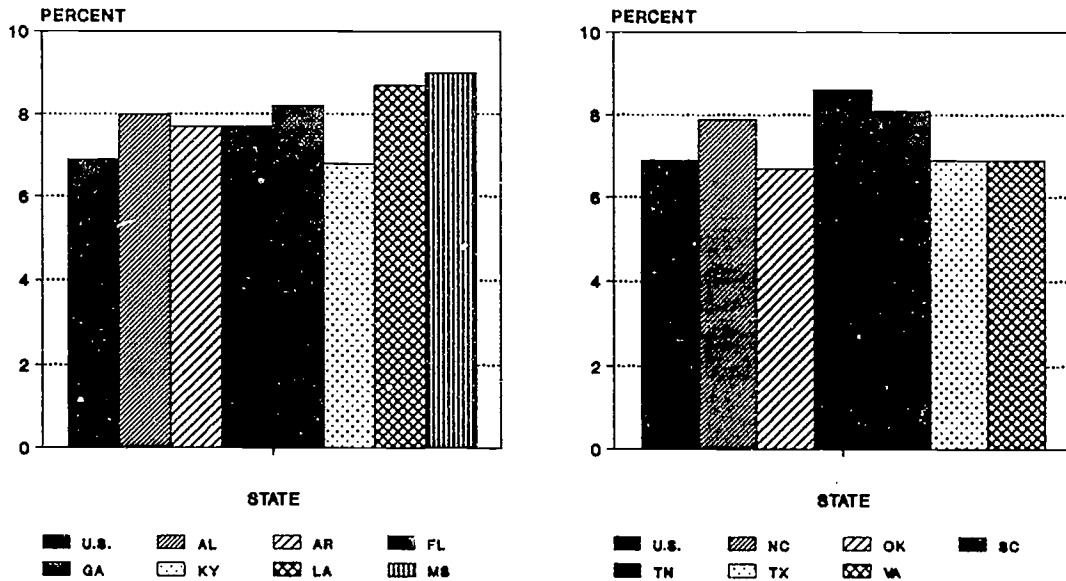 PERCENT
10
8
6
4
2
0
STATE
U.S. AL AR FL
GA KY LA MS
PERCENT
10
8
6
4
2
0
STATE
U.S. NC OK SC
TN TX VA